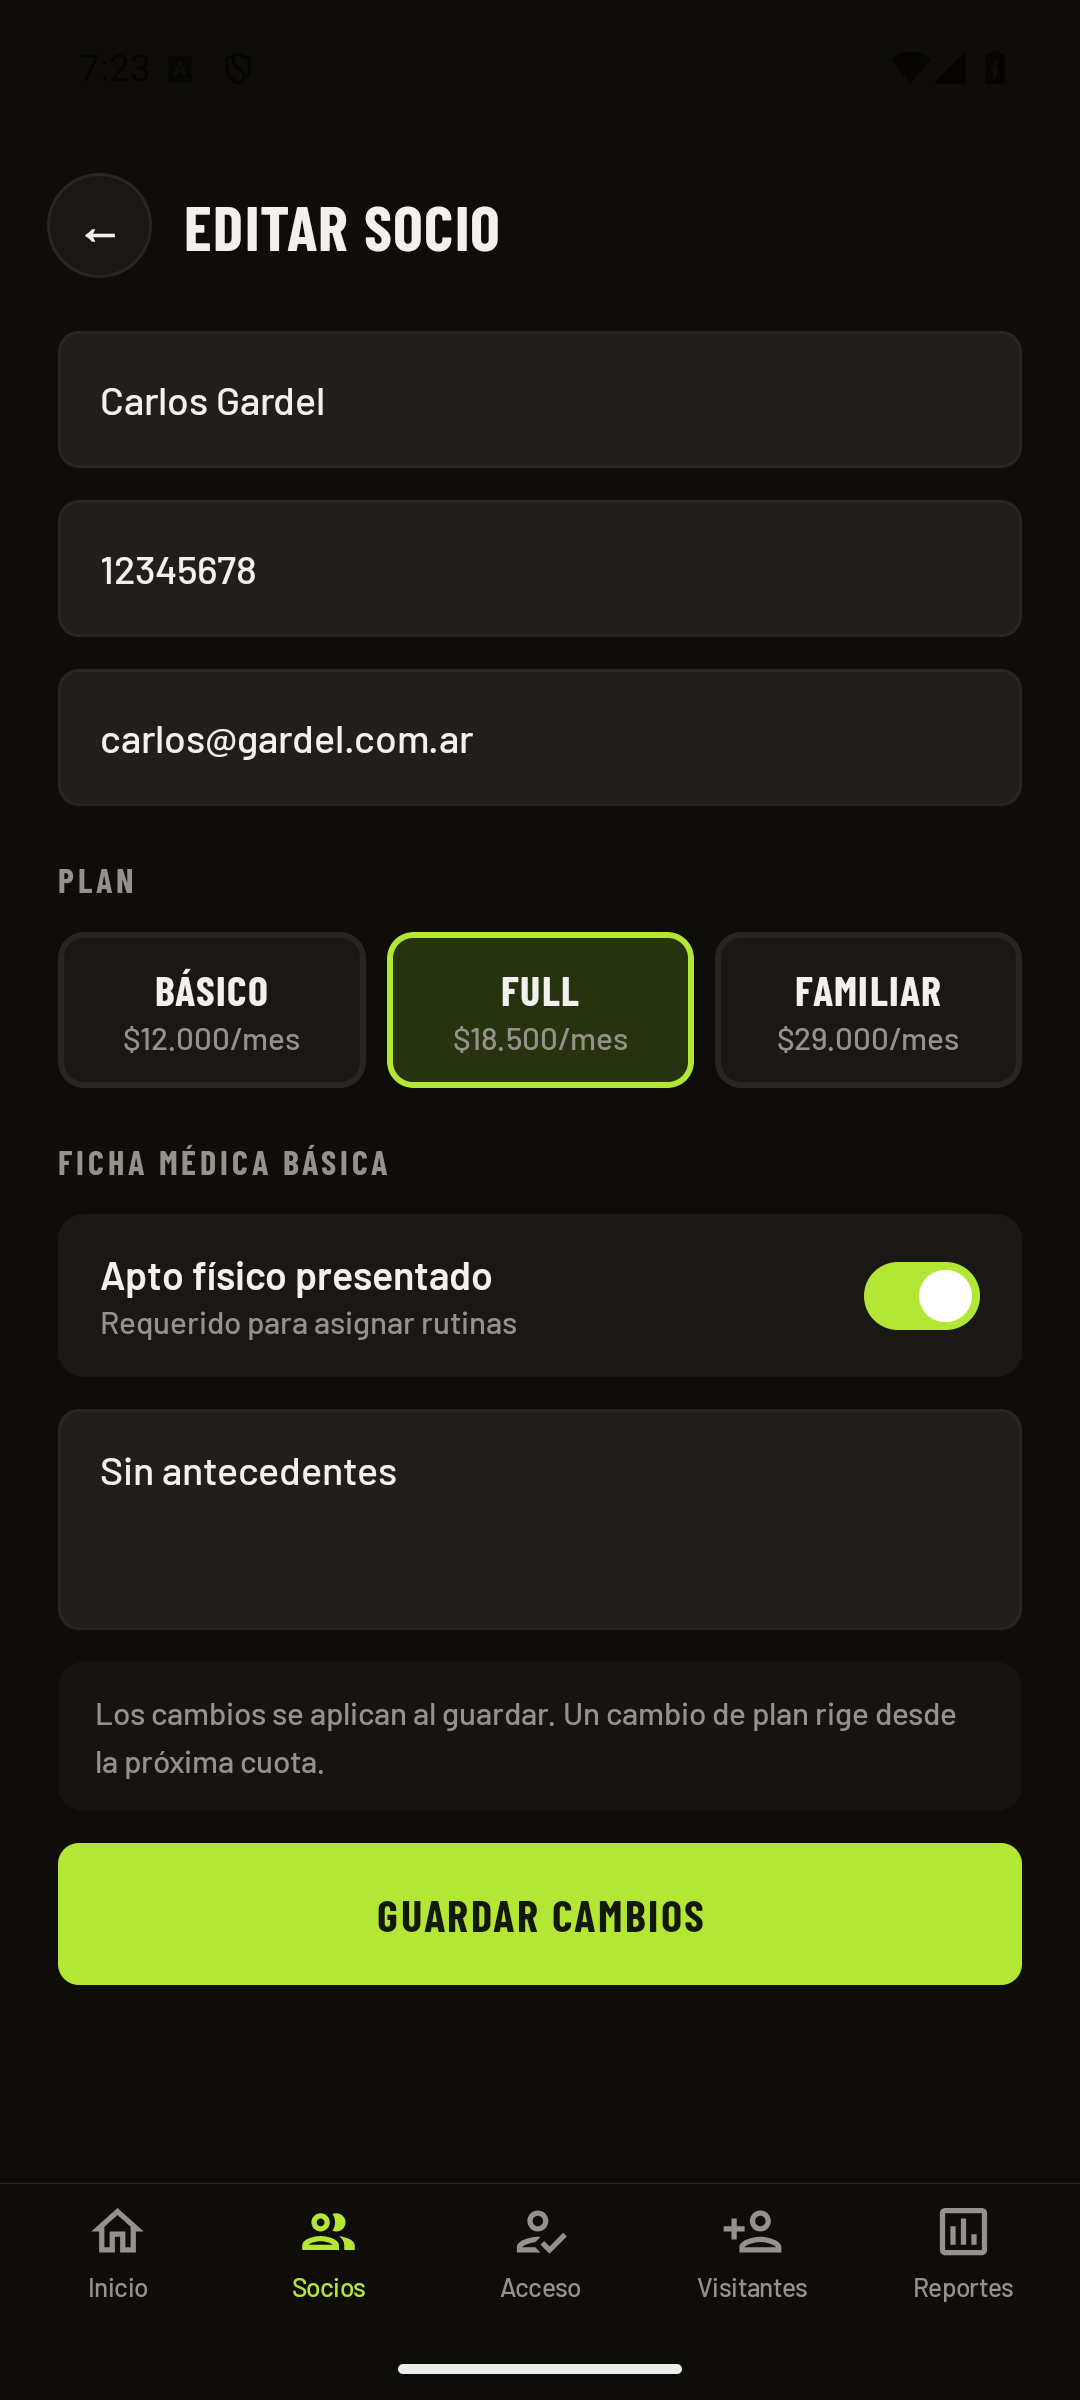 7:23
EDITAR SOCIO
Carlos Gardel
12345678
carlos@gardel.com.ar
PLAN
BÁSICO
$12.000/mes
FULL
$18.500/mes
FAMILIAR
$29.000/mes
FICHA MÉDICA BÁSICA
Apto físico presentado
Requerido para asignar rutinas
Sin antecedentes
Los cambios se aplican al guardar. Un cambio de plan rige desde
la próxima cuota.
GUARDAR CAMBIOS
Inicio
Socios
Acceso
Visitantes
Reportes